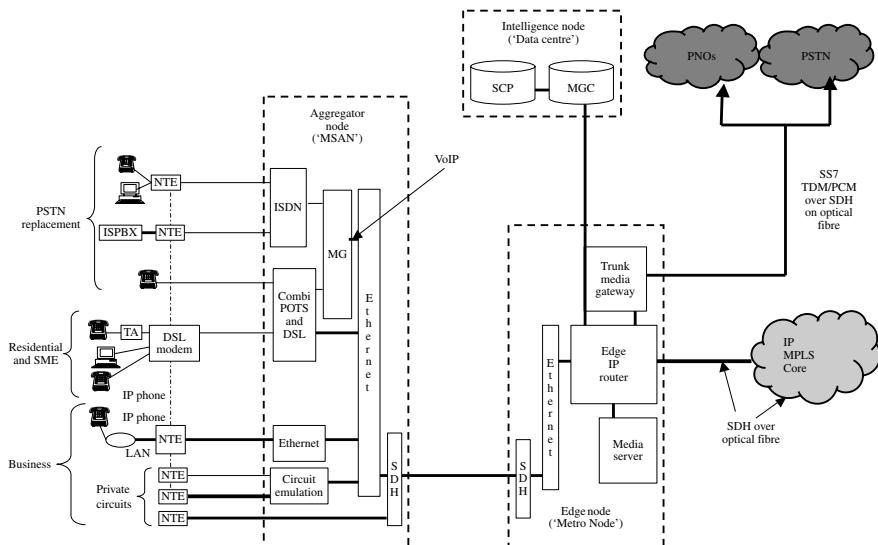 Intelligence node
(‘Data centre’)
SCP
MGC
PNOs
PSTN
Aggregator
node
(‘MSAN’)
VoIP
SS7
TDM/PCM
over SDH
on optical
fibre
PSTN
replacement
NTE
ISPBX
NTE
ISDN
MG
Combi
POTS
and
DSL
E
t
h
e
r
n
e
t
Trunk
media
gateway
Residential
and SME
TA
DSL
modem
IP phone
E
t
h
e
r
n
e
t
Edge
IP
router
IP
MPLS
Core
SDH over
optical fibre
Business
IP phone
LAN
NTE
Ethernet
Media
server
Private
circuits
NTE
NTE
NTE
Circuit
emulation
S
D
H
S
D
H
Edge node
(‘Metro Node’)